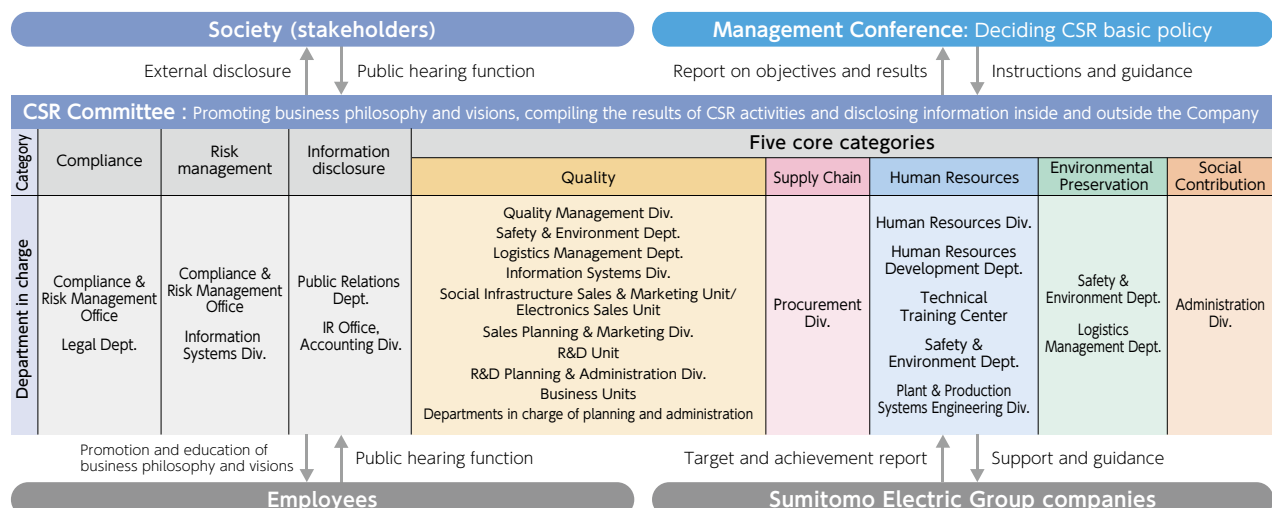 Society (stakeholders)
Management Conference: Deciding CSR basic policy
External disclosure
Public hearing function
Report on objectives and results
Instructions and guidance
CSR Committee : Promoting business philosophy and visions, compiling the results of CSR activities and disclosing information inside and outside the Company
Category
Compliance
Risk
management
Information
disclosure
Five core categories
Quality
Supply Chain
Human Resources
Environmental
Preservation
Social
Contribution
Department in charge
Compliance &
Risk Management
Office
Legal Dept.
Compliance &
Risk Management
Office
Information
Systems Div.
Public Relations
Dept.
IR Office,
Accounting Div.
Quality Management Div.
Safety & Environment Dept.
Logistics Management Dept.
Information Systems Div.
Social Infrastructure Sales & Marketing Unit/
Electronics Sales Unit
Sales Planning & Marketing Div.
R&D Unit
R&D Planning & Administration Div.
Business Units
Departments in charge of planning and administration
Procurement
Div.
Human Resources Div.
Human Resources
Development Dept.
Technical
Training Center
Safety &
Environment Dept.
Plant & Production
Systems Engineering Div.
Safety &
Environment Dept.
Logistics
Management Dept.
Administration
Div.
Promotion and education of
business philosophy and visions
Public hearing function
Target and achievement report
Support and guidance
Employees
Sumitomo Electric Group companies